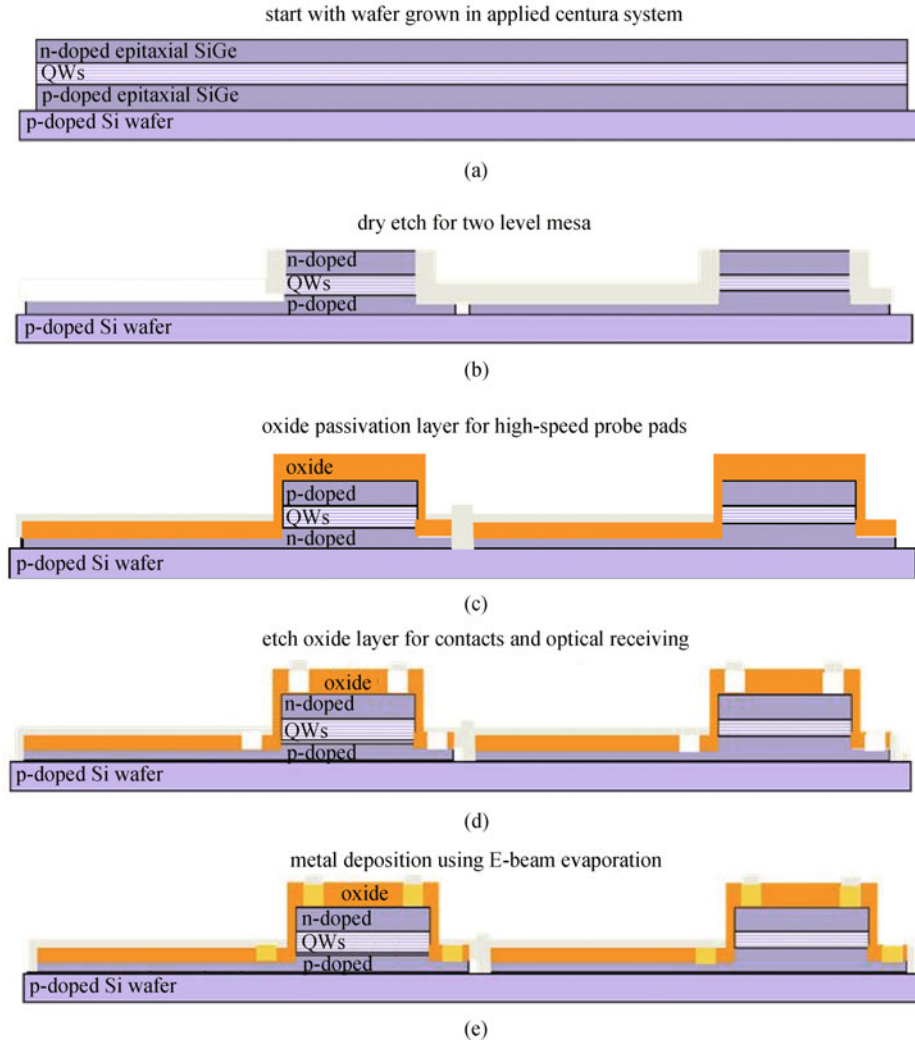 start with wafer grown in applied centura system
n-doped epitaxial SiGe
QWs
p-doped epitaxial SiGe
p-doped Si wafer
(a)
dry etch for two level mesa
n-doped
QWs
p-doped
p-doped Si wafer
(b)
oxide passivation layer for high-speed probe pads
oxide
p-doped
QWs
n-doped
p-doped Si wafer
(c)
etch oxide layer for contacts and optical receiving
oxide
n-doped
QWs
p-doped
p-doped Si wafer
(d)
metal deposition using E-beam evaporation
oxide
n-doped
QWs
p-doped
p-doped Si wafer
(e)